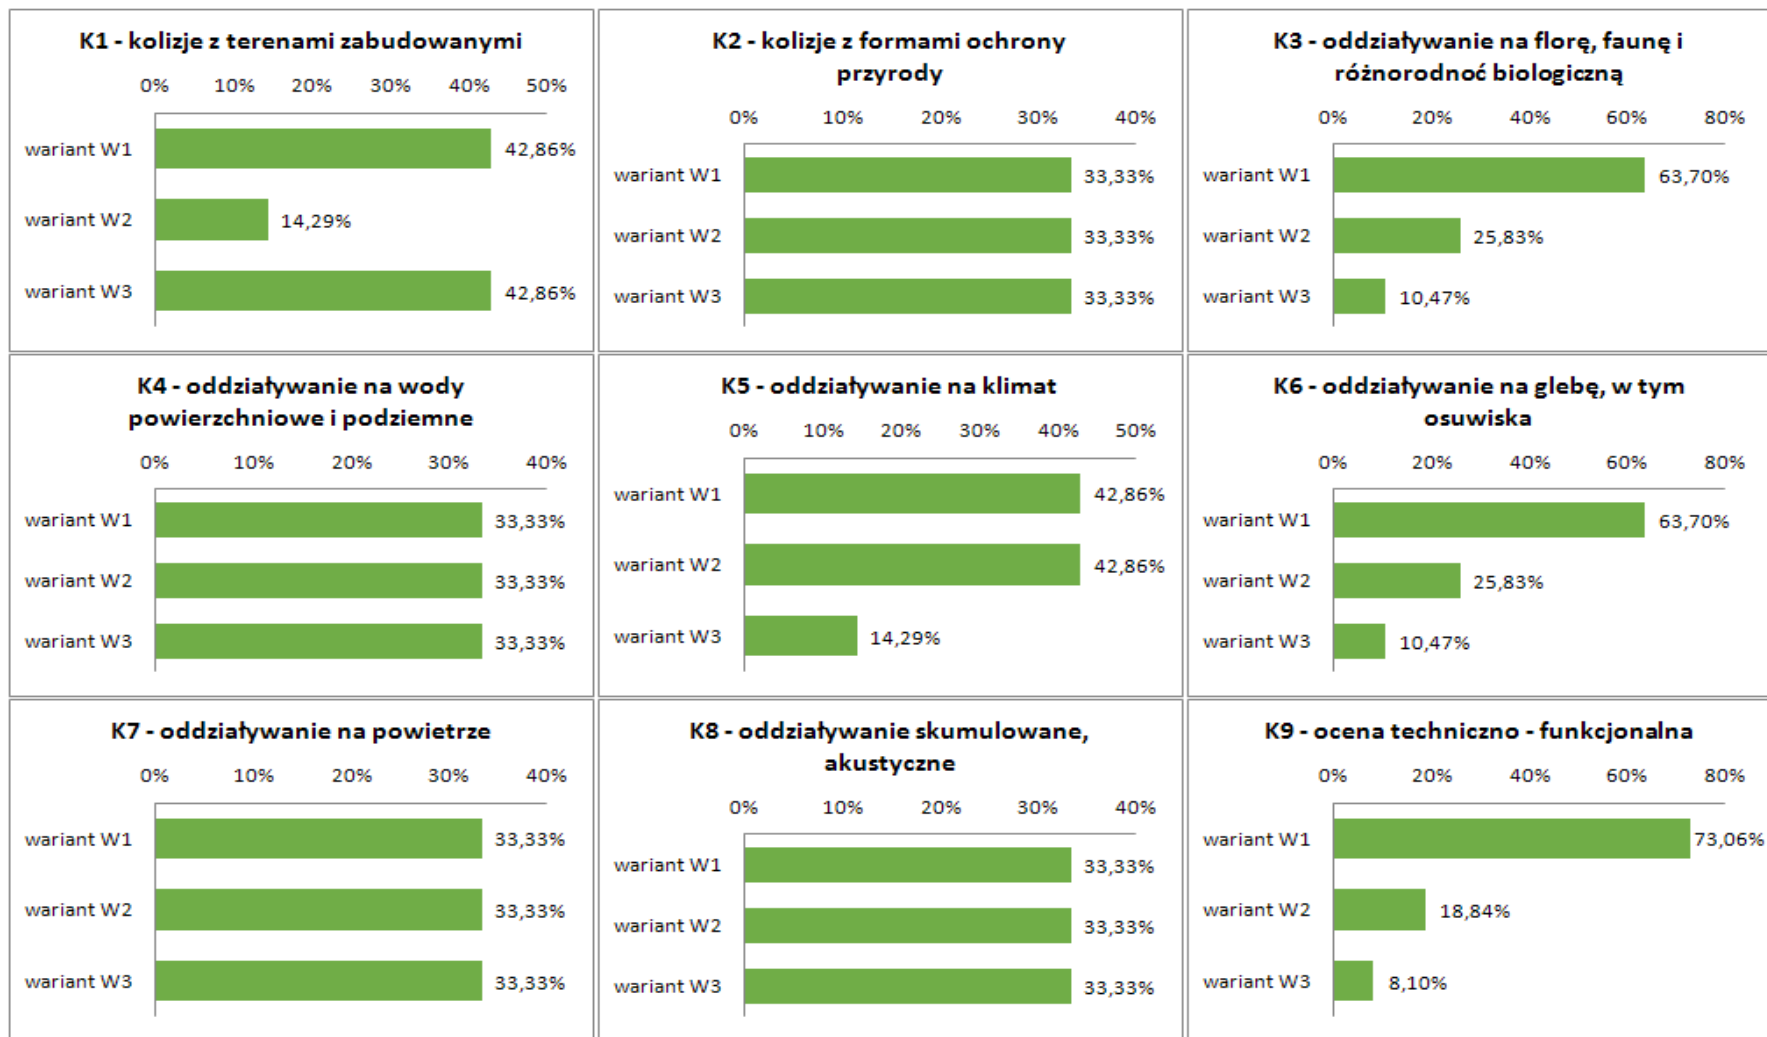 K1 - kolizje z terenami zabudowanymi
0% 10% 20% 30% 40% 50%
wariant W1 42,86%
wariant W2 14,29%
wariant W3 42,86%
K2 - kolizje z formami ochrony
przyrody
0% 10% 20% 30% 40%
wariant W1 33,33%
wariant W2 33,33%
wariant W3 33,33%
K3 - oddziaływanie na florę, faunę i
różnorodnoć biologiczną
0% 20% 40% 60% 80%
wariant W1 63,70%
wariant W2 25,83%
wariant W3 10,47%
K4 - oddziaływanie na wody
powierzchniowe i podziemne
0% 10% 20% 30% 40%
wariant W1 33,33%
wariant W2 33,33%
wariant W3 33,33%
K5 - oddziaływanie na klimat
0% 10% 20% 30% 40% 50%
wariant W1 42,86%
wariant W2 42,86%
wariant W3 14,29%
K6 - oddziaływanie na glebę, w tym
osuwiska
0% 20% 40% 60% 80%
wariant W1 63,70%
wariant W2 25,83%
wariant W3 10,47%
K7 - oddziaływanie na powietrze
0% 10% 20% 30% 40%
wariant W1 33,33%
wariant W2 33,33%
wariant W3 33,33%
K8 - oddziaływanie skumulowane,
akustyczne
0% 10% 20% 30% 40%
wariant W1 33,33%
wariant W2 33,33%
wariant W3 33,33%
K9 - ocena techniczno - funkcjonalna
0% 20% 40% 60% 80%
wariant W1 73,06%
wariant W2 18,84%
wariant W3 8,10%